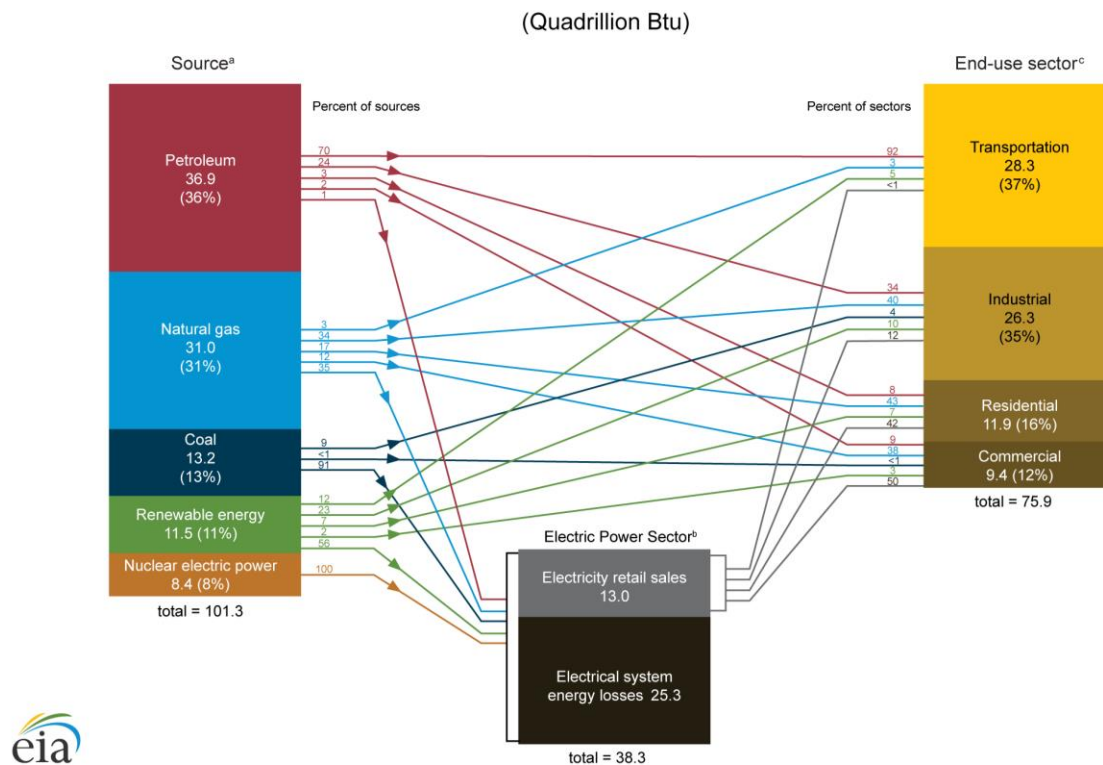 (Quadrillion Btu)
Sourceᵃ
End-use sectorᶜ
Percent of sources
Percent of sectors
Petroleum
36.9
(36%)
70
24
3
2
1
Natural gas
31.0
(31%)
3
34
17
12
35
Coal
13.2
(13%)
9
<1
91
Renewable energy
11.5 (11%)
12
23
7
2
56
Nuclear electric power
8.4 (8%)
100
total = 101.3
Electric Power Sectorᵇ
Electricity retail sales
13.0
Electrical system
energy losses 25.3
total = 38.3
92
3
5
<1
Transportation
28.3
(37%)
34
40
4
10
12
Industrial
26.3
(35%)
8
43
7
42
Residential
11.9 (16%)
9
38
<1
3
50
Commercial
9.4 (12%)
total = 75.9
eia